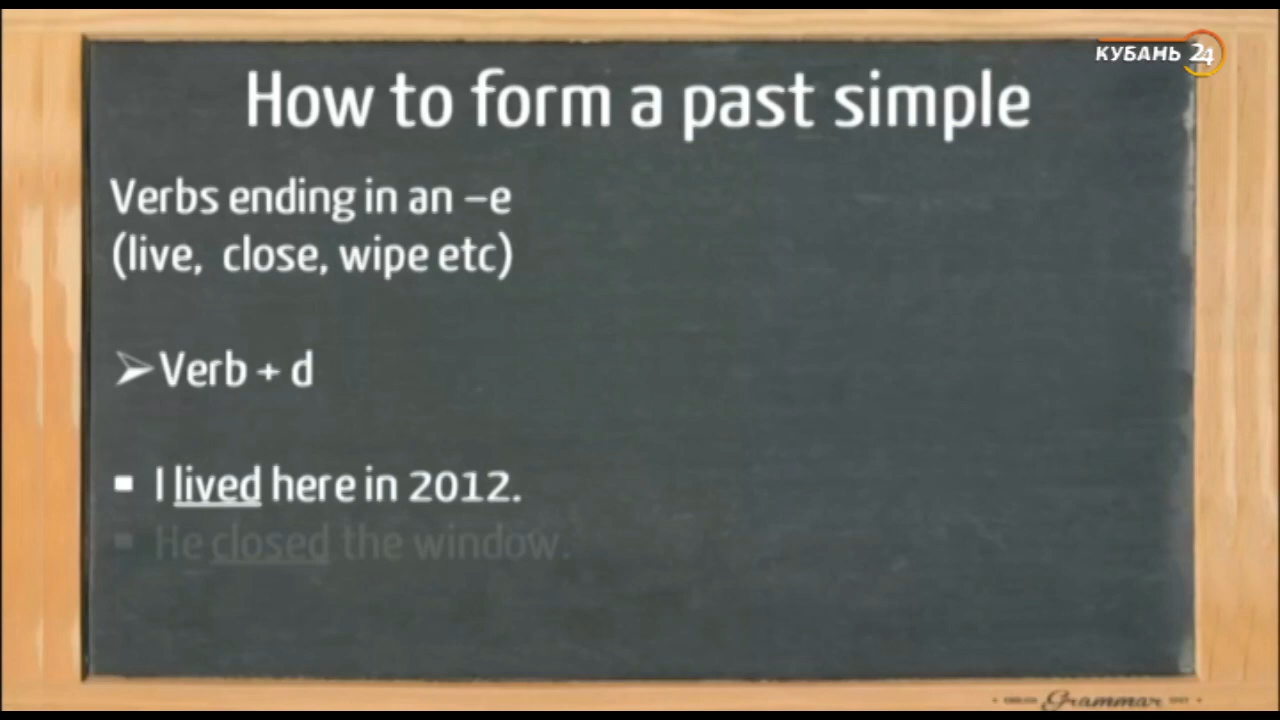 КУБАНЬ 24
How to form a past simple
Verbs ending in an –e
(live, close, wipe etc)
➢Verb + d
▪ I lived here in 2012.
▪ He closed the window.
Grammar